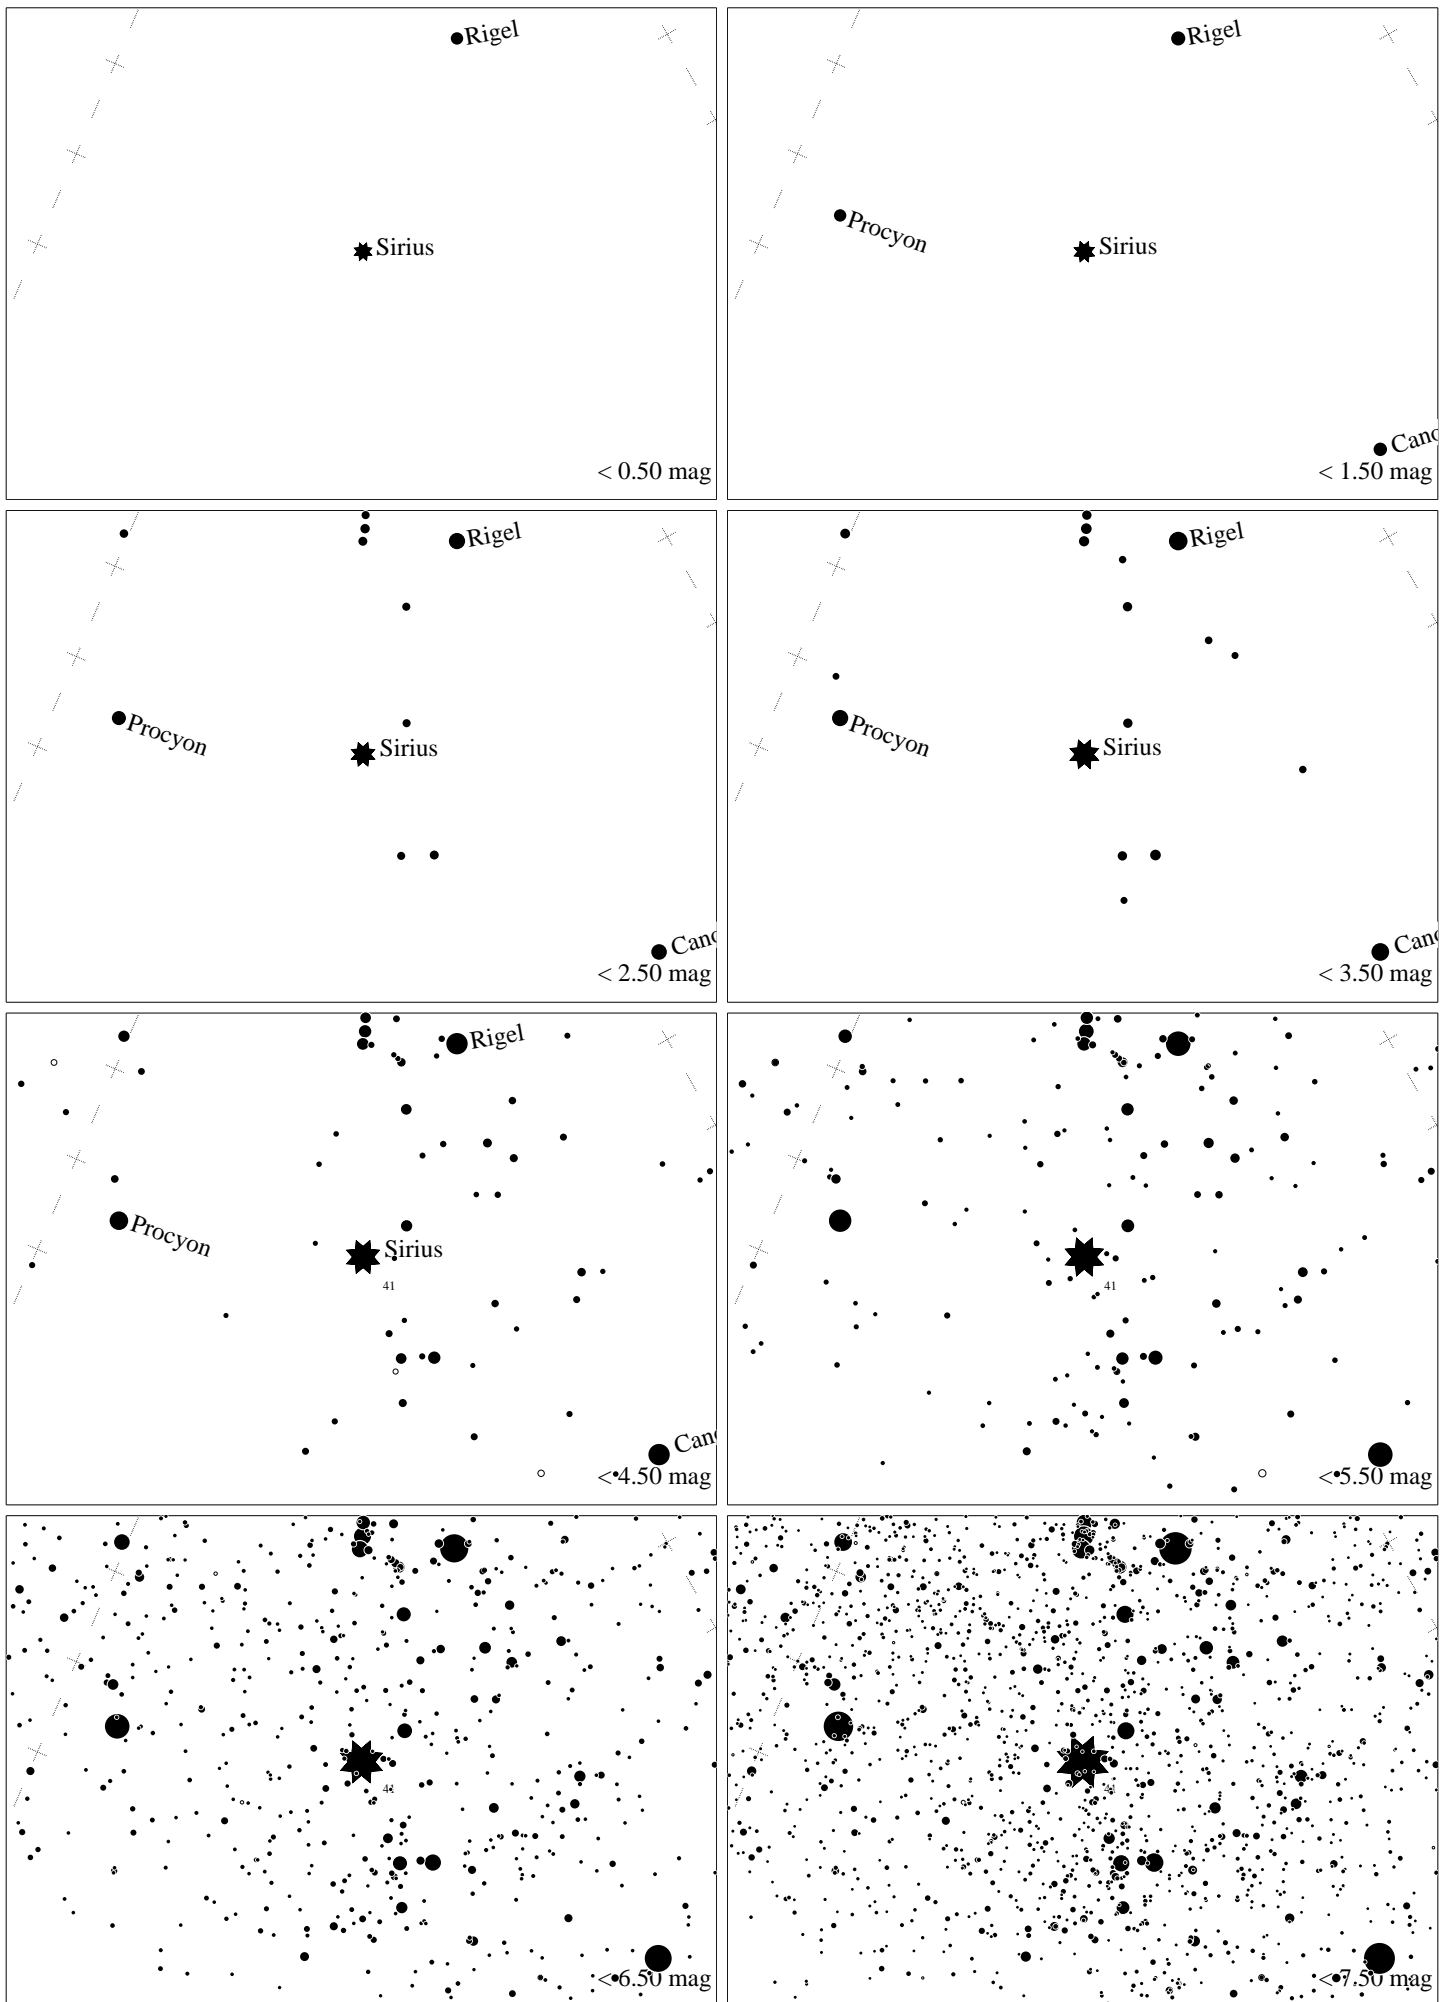 Rigel
Sirius
< 0.50 mag
Rigel
Procyon
Sirius
Cano
< 1.50 mag
Rigel
Procyon
Sirius
Cano
< 2.50 mag
Rigel
Procyon
Sirius
Cano
< 3.50 mag
Rigel
Procyon
Sirius
41
Cano
< 4.50 mag
41
< 5.50 mag
41
< 6.50 mag
41
< 7.50 mag